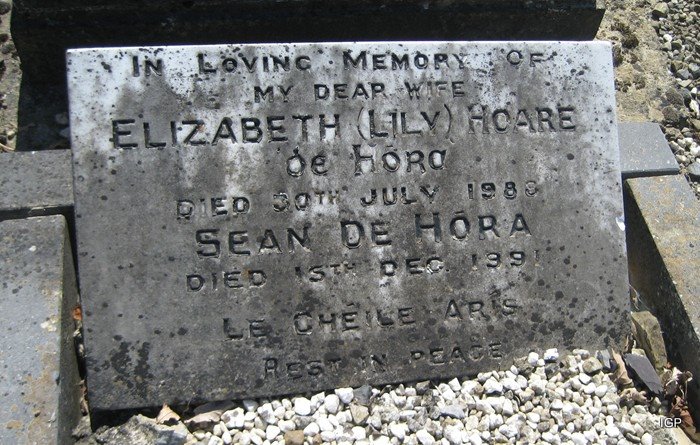 In Loving Memory of
my dear wife
Elizabeth (Lily) Hoare
de Hóra
Died 30th July 1980
Sean de Hóra
Died 15th Dec. 1991
Le Chéile Arís
Rest in peace
IGP